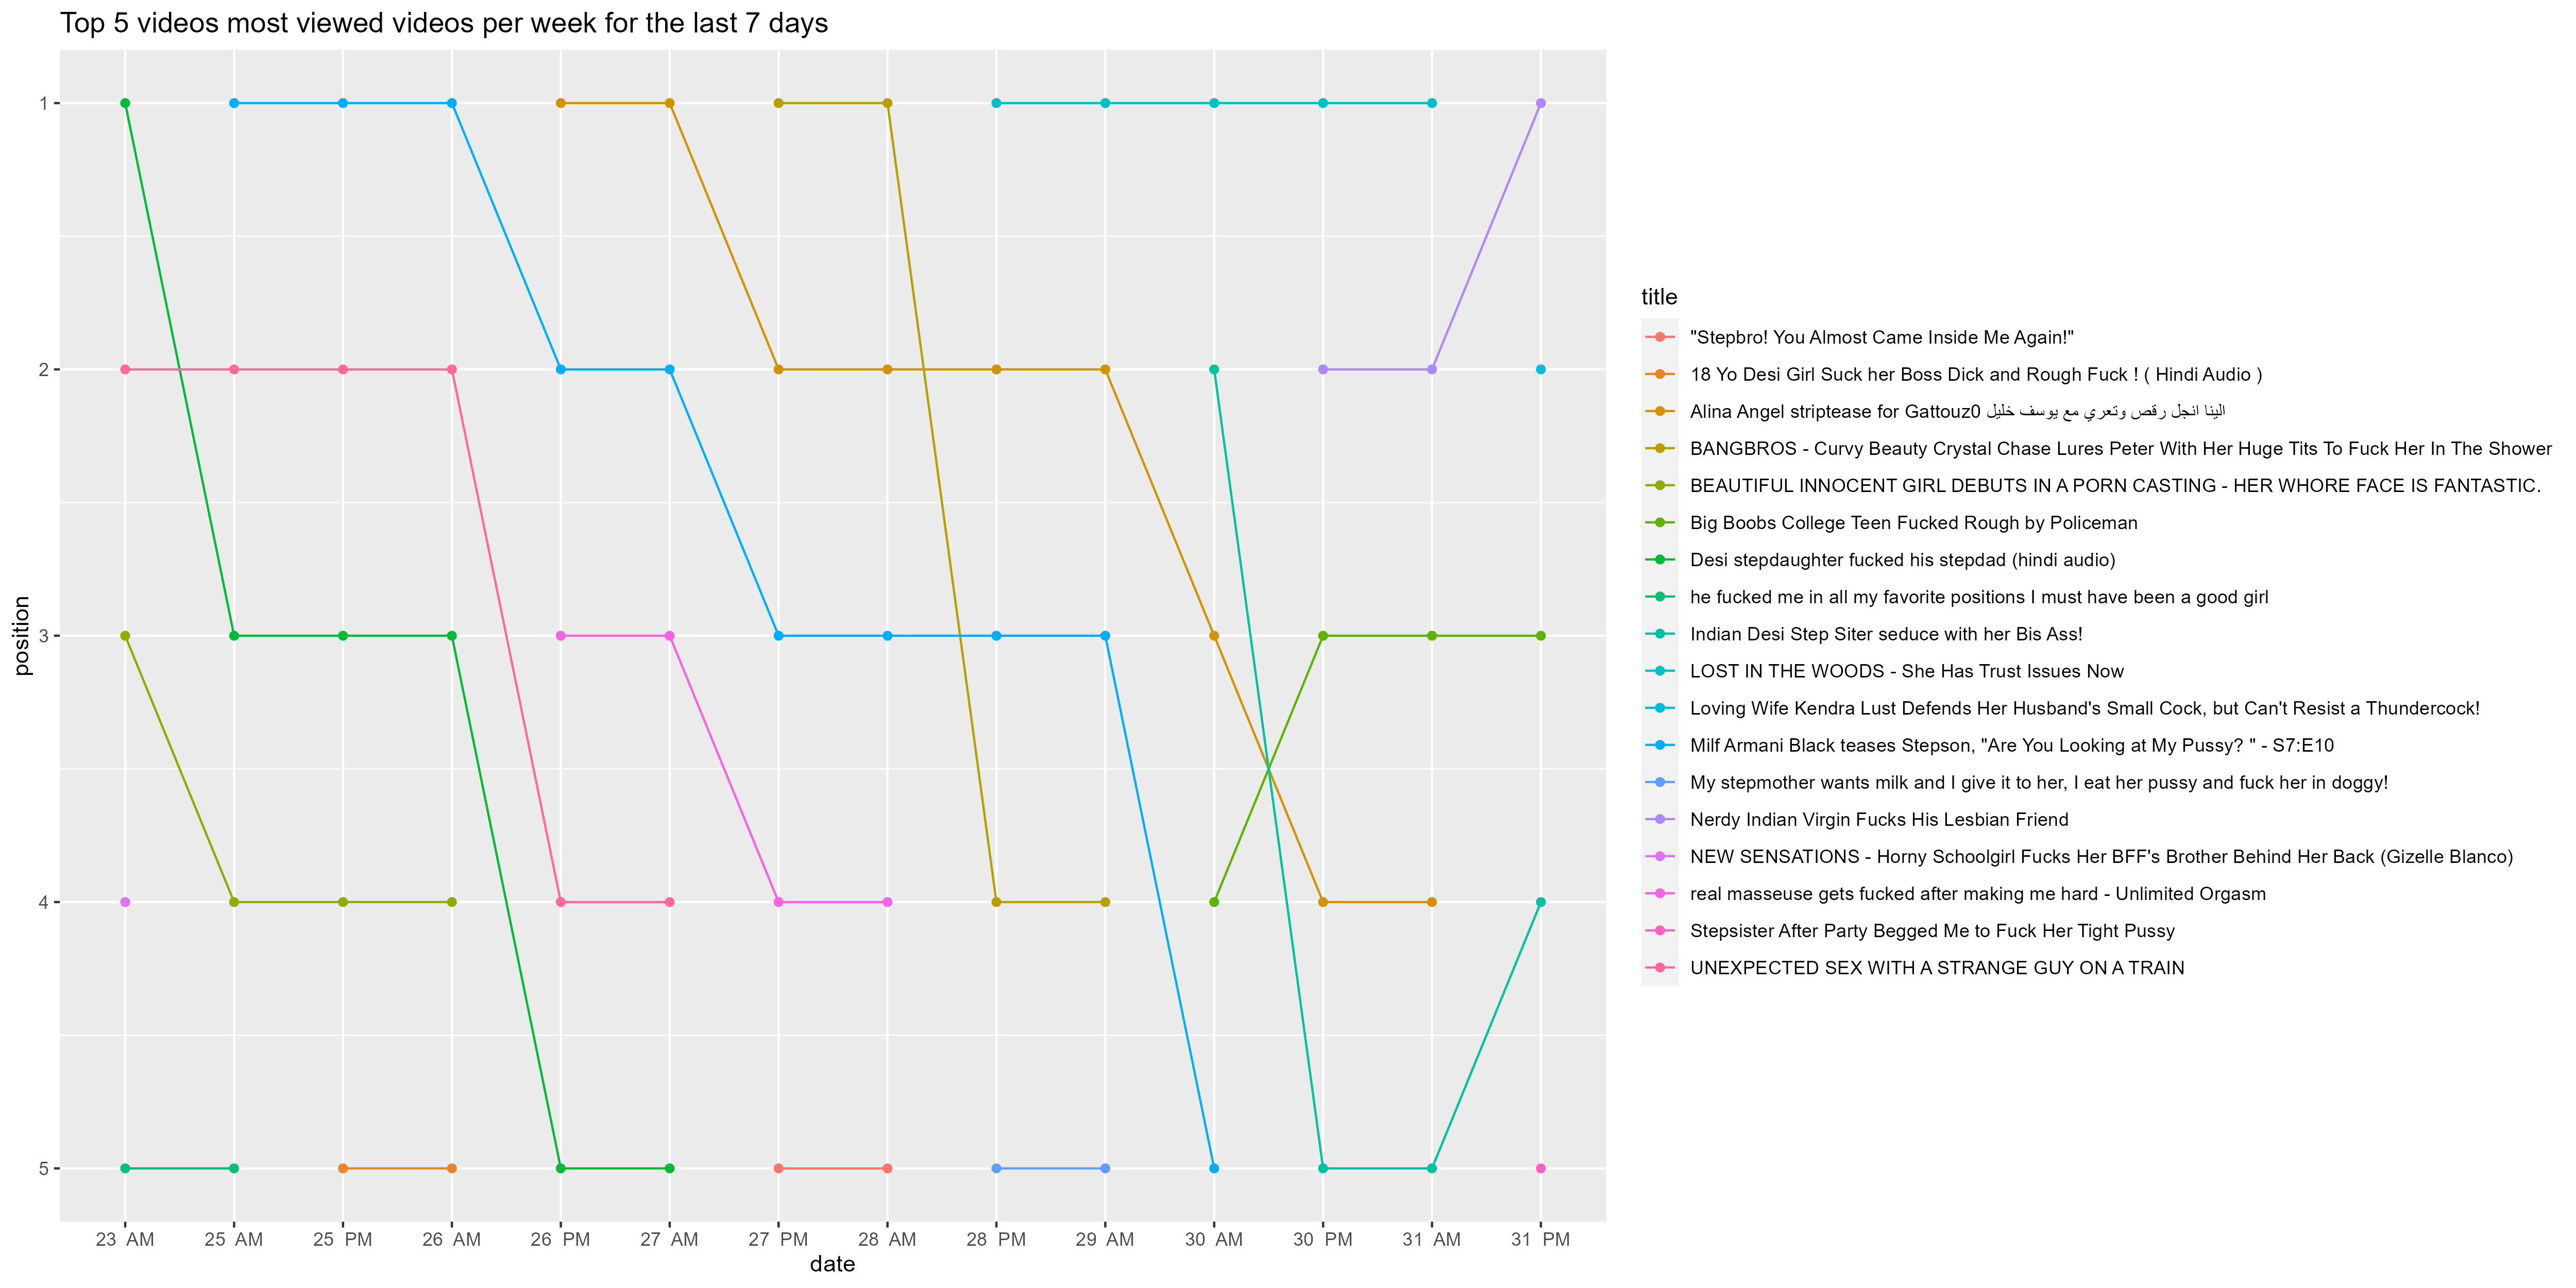 Top 5 videos most viewed videos per week for the last 7 days
position
1
2
3
4
5
23 AM
25 AM
25 PM
26 AM
26 PM
27 AM
27 PM
28 AM
28 PM
29 AM
30 AM
30 PM
31 AM
31 PM
date
title
"Stepbro! You Almost Came Inside Me Again!"
18 Yo Desi Girl Suck her Boss Dick and Rough Fuck ! ( Hindi Audio )
Alina Angel striptease for Gattouz0 الينا انجل رقص وتعري مع يوسف خليل
BANGBROS - Curvy Beauty Crystal Chase Lures Peter With Her Huge Tits To Fuck Her In The Shower
BEAUTIFUL INNOCENT GIRL DEBUTS IN A PORN CASTING - HER WHORE FACE IS FANTASTIC.
Big Boobs College Teen Fucked Rough by Policeman
Desi stepdaughter fucked his stepdad (hindi audio)
he fucked me in all my favorite positions I must have been a good girl
Indian Desi Step Siter seduce with her Bis Ass!
LOST IN THE WOODS - She Has Trust Issues Now
Loving Wife Kendra Lust Defends Her Husband's Small Cock, but Can't Resist a Thundercock!
Milf Armani Black teases Stepson, "Are You Looking at My Pussy? " - S7:E10
My stepmother wants milk and I give it to her, I eat her pussy and fuck her in doggy!
Nerdy Indian Virgin Fucks His Lesbian Friend
NEW SENSATIONS - Horny Schoolgirl Fucks Her BFF's Brother Behind Her Back (Gizelle Blanco)
real masseuse gets fucked after making me hard - Unlimited Orgasm
Stepsister After Party Begged Me to Fuck Her Tight Pussy
UNEXPECTED SEX WITH A STRANGE GUY ON A TRAIN